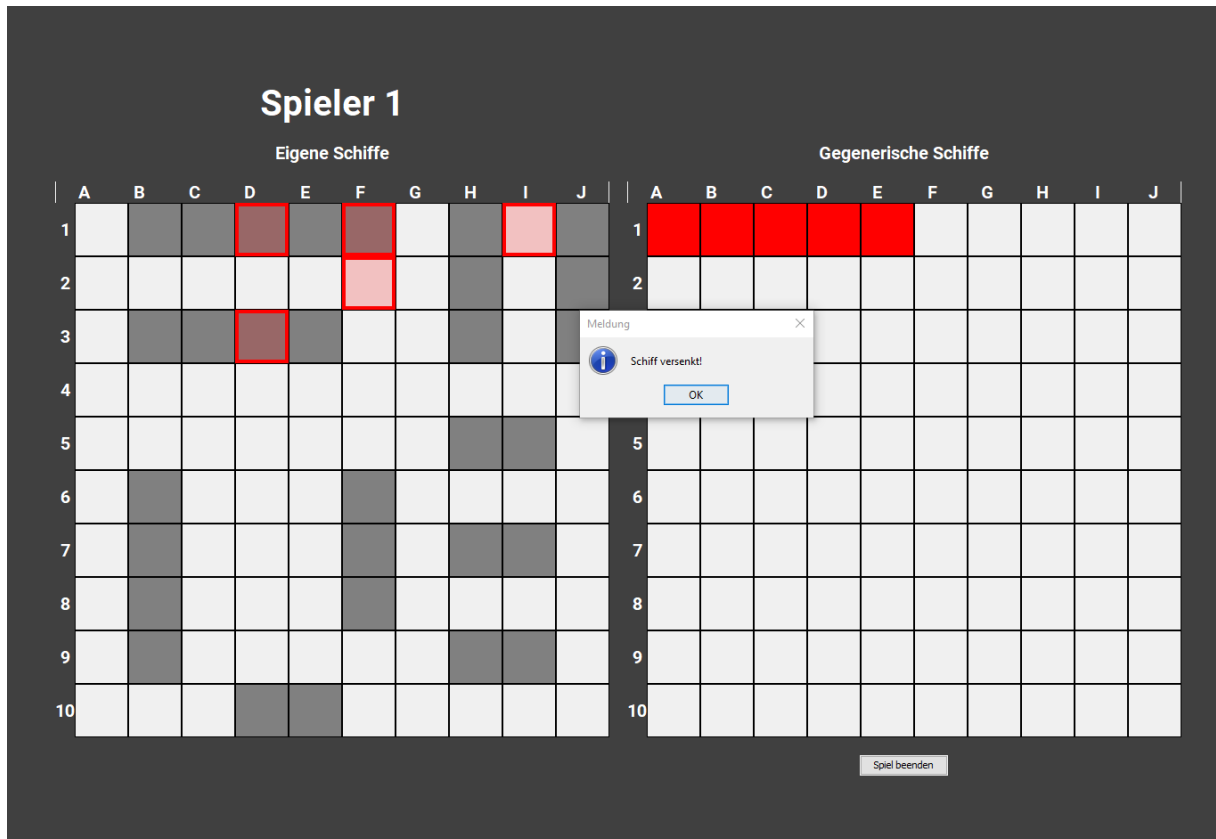 Spieler 1
Eigene Schiffe
Gegenerische Schiffe
A B C D E F G H I J
A B C D E F G H I J
1
1
2
2
3
Meldung
Schiff versenkt!
4
OK
5
5
6
6
7
7
8
8
9
9
10
10
Spiel beenden